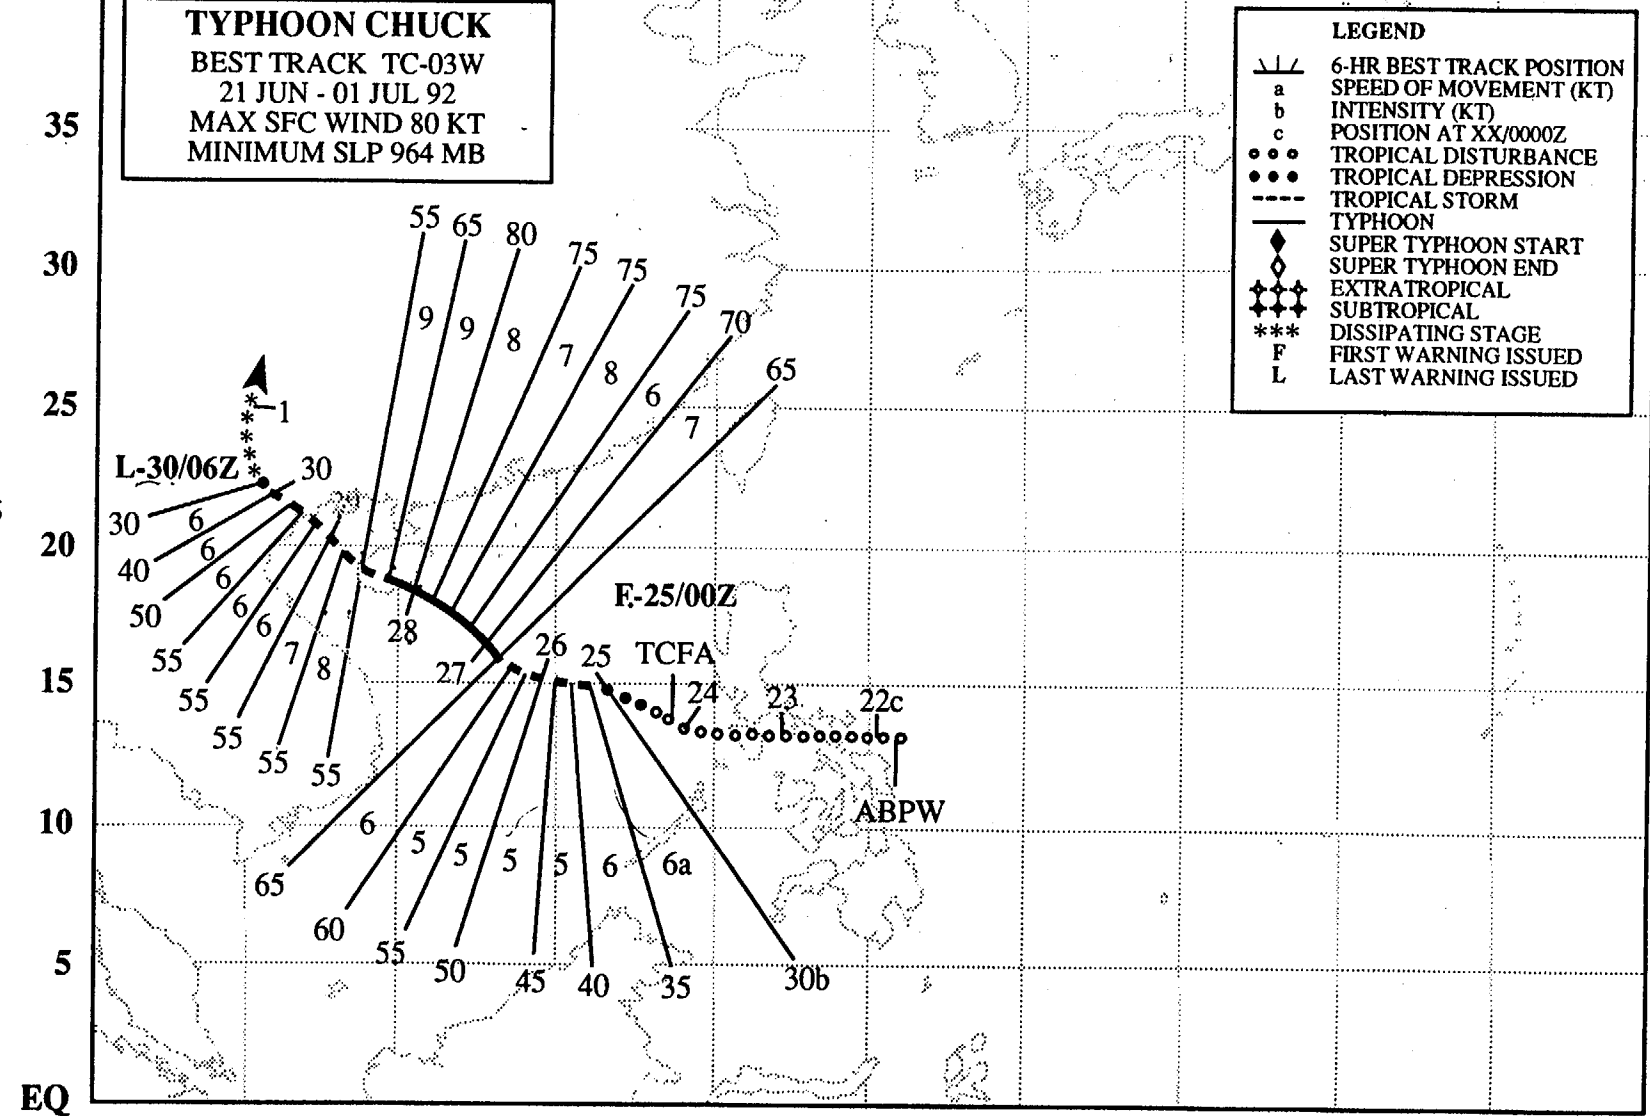 TYPHOON CHUCK
BEST TRACK TC-03W
21 JUN - 01 JUL 92
MAX SFC WIND 80 KT
MINIMUM SLP 964 MB
LEGEND
6-HR BEST TRACK POSITION
a SPEED OF MOVEMENT (KT)
b INTENSITY (KT)
c POSITION AT XX/0000Z
TROPICAL DISTURBANCE
TROPICAL DEPRESSION
TROPICAL STORM
TYPHOON
SUPER TYPHOON START
SUPER TYPHOON END
EXTRATROPICAL
SUBTROPICAL
*** DISSIPATING STAGE
F FIRST WARNING ISSUED
L LAST WARNING ISSUED
35
30
25
20
15
10
5
EQ
55 65 80 75 75 75 70 65
9 9 8 7 8 6 7
1
L-30/06Z
30
29
30 40 50 55 55 55 55 55
6 6 6 6 6 7 8
F-25/00Z
TCFA
28 27 26 25 24 23 22c
ABPW
65 60 55 50 45 40 35 30b
6 5 5 5 5 6 6a